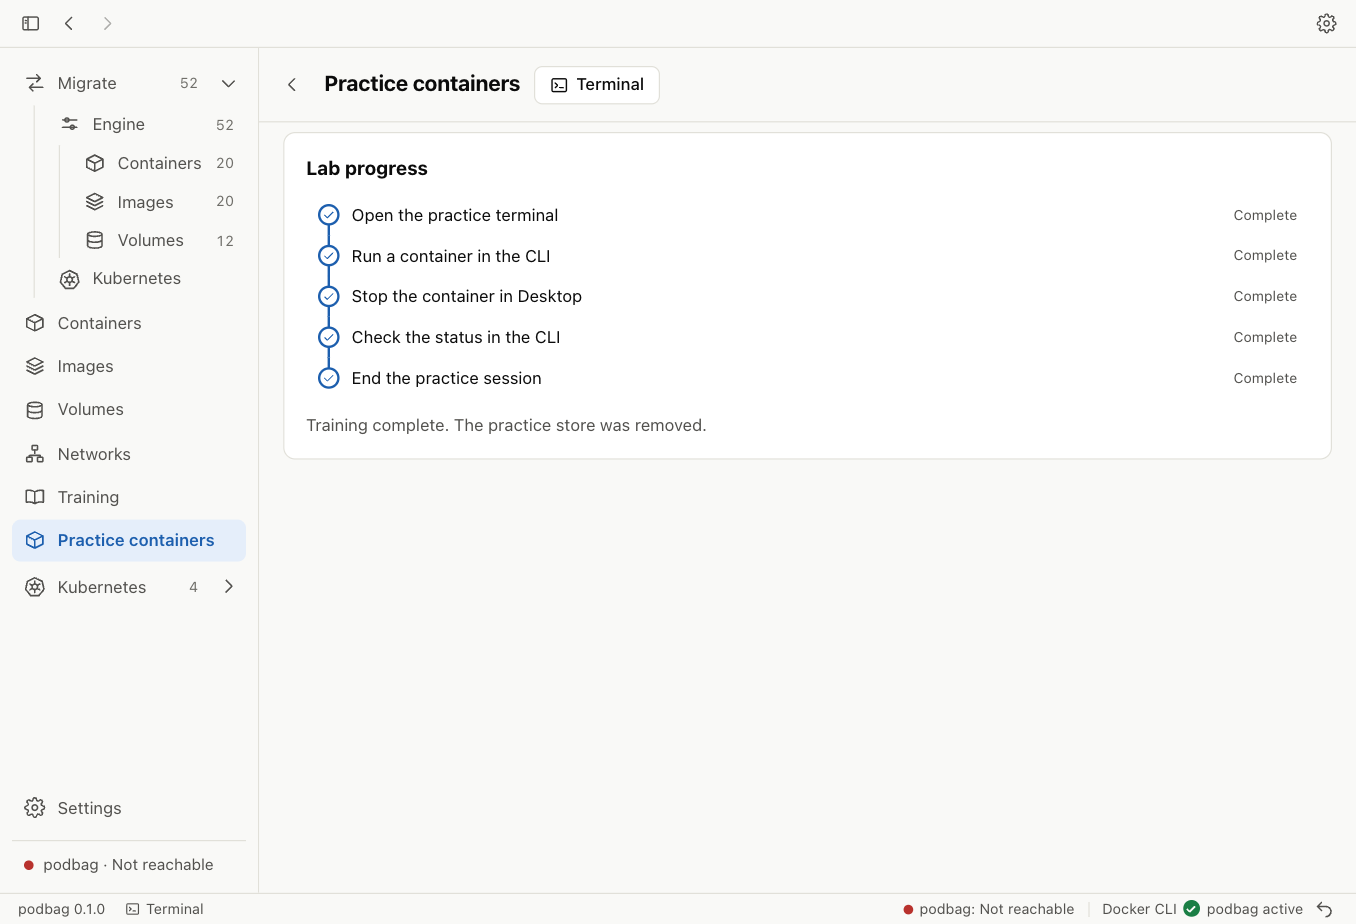 Migrate 52
Engine 52
Containers 20
Images 20
Volumes 12
Kubernetes
Containers
Images
Volumes
Networks
Training
Practice containers
Kubernetes 4
Settings
podbag · Not reachable
Practice containers
Terminal
Lab progress
Open the practice terminal Complete
Run a container in the CLI Complete
Stop the container in Desktop Complete
Check the status in the CLI Complete
End the practice session Complete
Training complete. The practice store was removed.
podbag 0.1.0 Terminal podbag: Not reachable Docker CLI podbag active